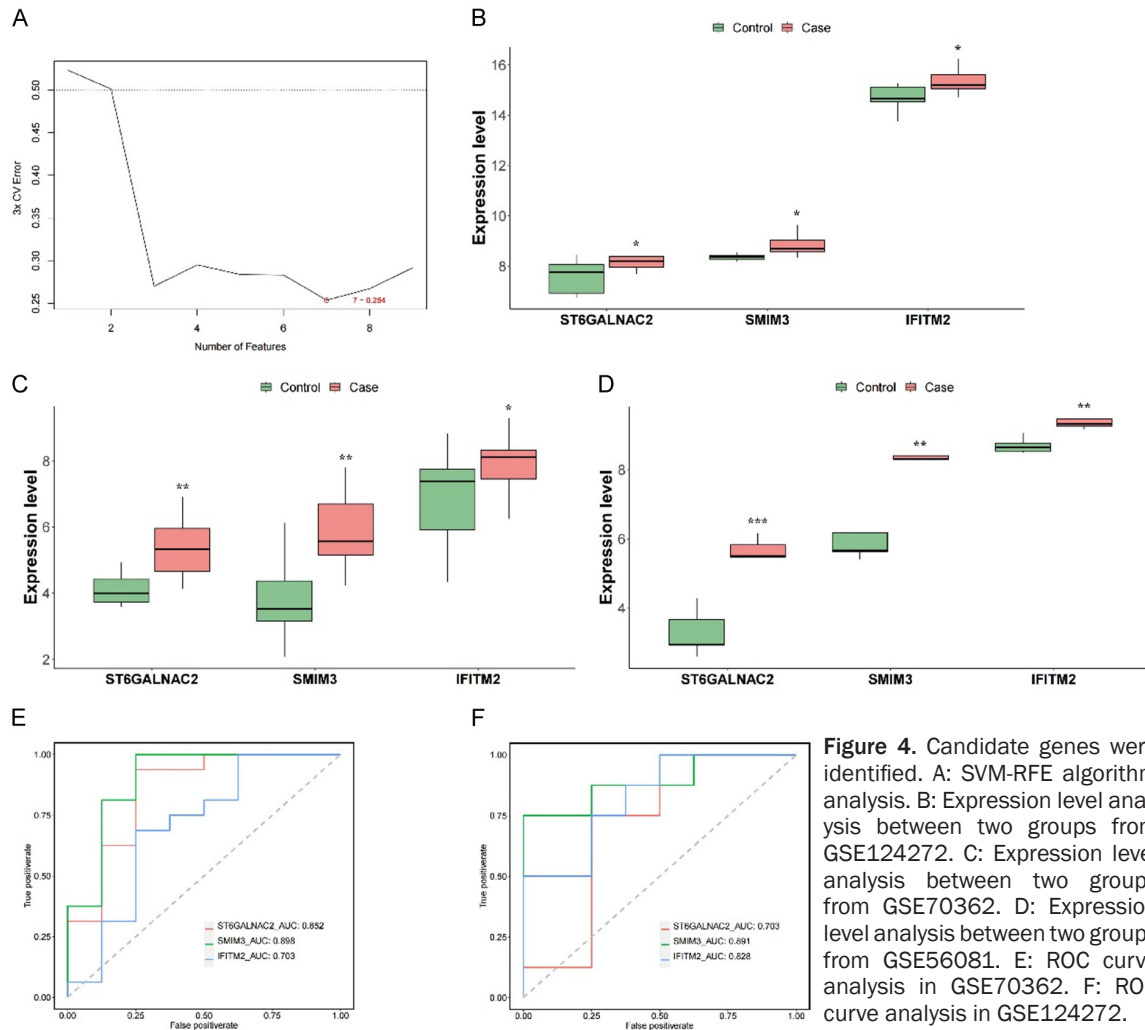 A
3x CV Error
0.50
0.45
0.40
0.35
0.30
0.25
7 - 0.254
2 4 6 8
Number of Features
B
Control Case
Expression level
16
14
12
10
8
* * *
ST6GALNAC2 SMIM3 IFITM2
C
Control Case
Expression level
8
6
4
2
** ** *
ST6GALNAC2 SMIM3 IFITM2
D
Control Case
Expression level
8
6
4
*** ** **
ST6GALNAC2 SMIM3 IFITM2
E
True positiverate
1.00
0.75
0.50
0.25
0.00
ST6GALNAC2_AUC: 0.852
SMIM3_AUC: 0.898
IFITM2_AUC: 0.703
0.00 0.25 0.50 0.75 1.00
False positiverate
F
True positiverate
1.00
0.75
0.50
0.25
0.00
ST6GALNAC2_AUC: 0.703
SMIM3_AUC: 0.891
IFITM2_AUC: 0.828
0.00 0.25 0.50 0.75 1.00
False positiverate
Figure 4. Candidate genes wer
identified. A: SVM-RFE algorithm
analysis. B: Expression level ana
ysis between two groups from
GSE124272. C: Expression leve
analysis between two group
from GSE70362. D: Expression
level analysis between two group
from GSE56081. E: ROC curv
analysis in GSE70362. F: RO
curve analysis in GSE124272.